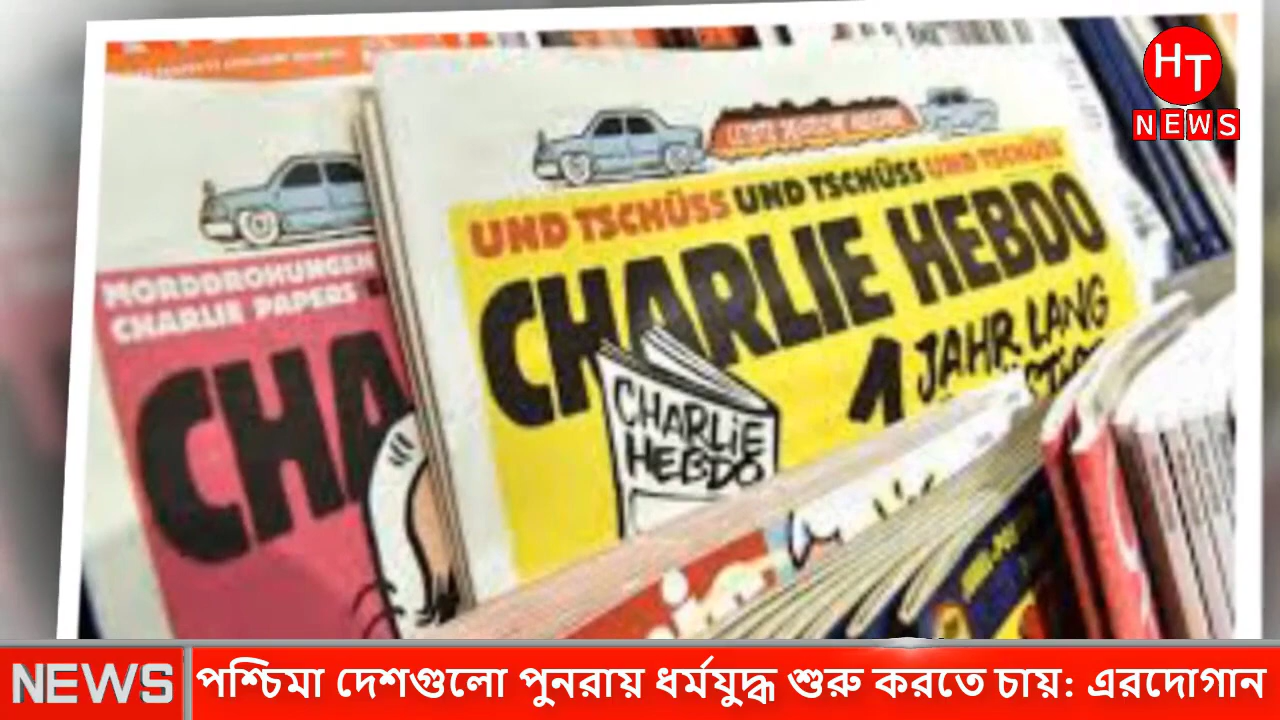 HT
NEWS
UND TSCHÜSS UND TSCHÜSS UND TSCHÜSS
CHARLIE HEBDO
1 JAHR LANG
CHARLIE
HEBDO
MORDDROHUNGEN
CHARLIE PAPERS
CHA
NEWS
পশ্চিমা দেশগুলো পুনরায় ধর্মযুদ্ধ শুরু করতে চায়: এরদোগান